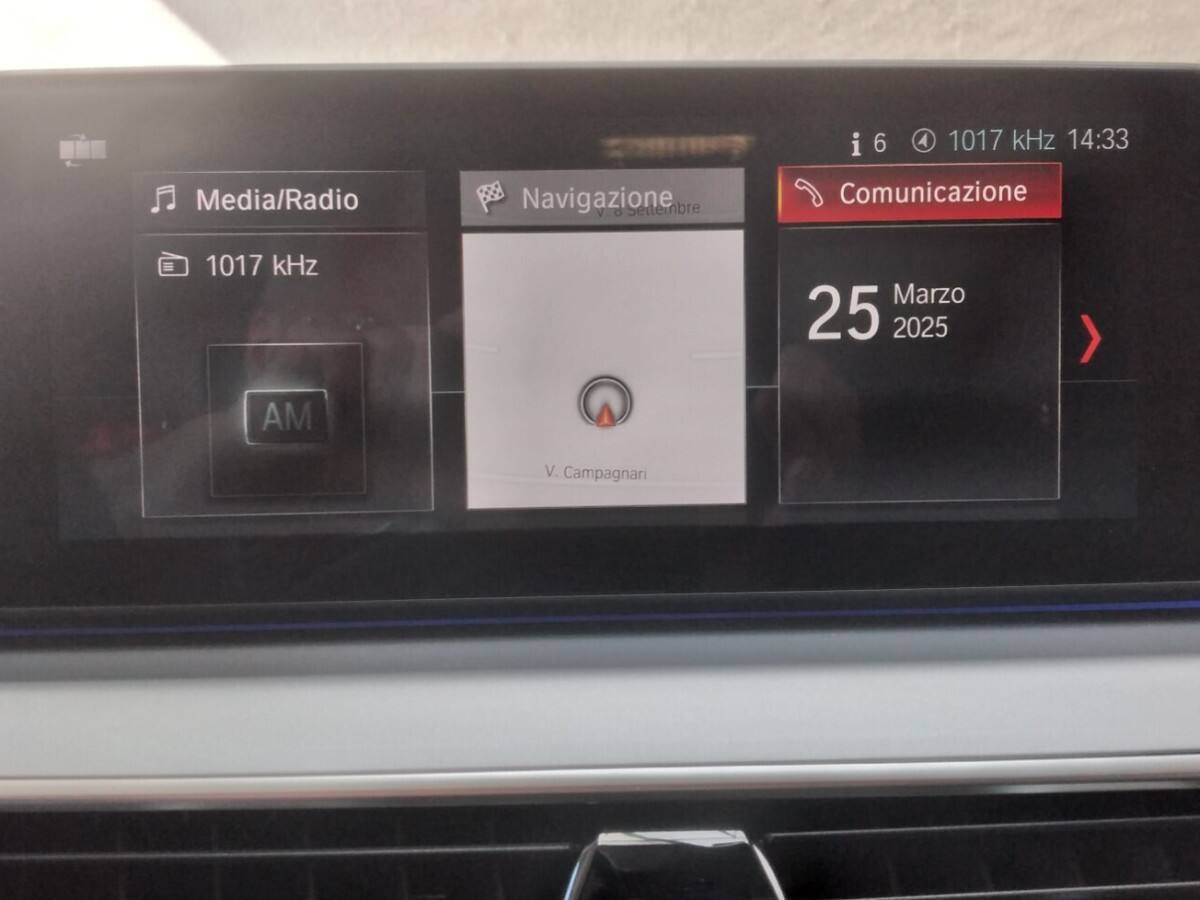 i 6 1017 kHz 14:33
Media/Radio
1017 kHz
AM
Navigazione
V. 8 Settembre
V. Campagnari
Comunicazione
25 Marzo
2025